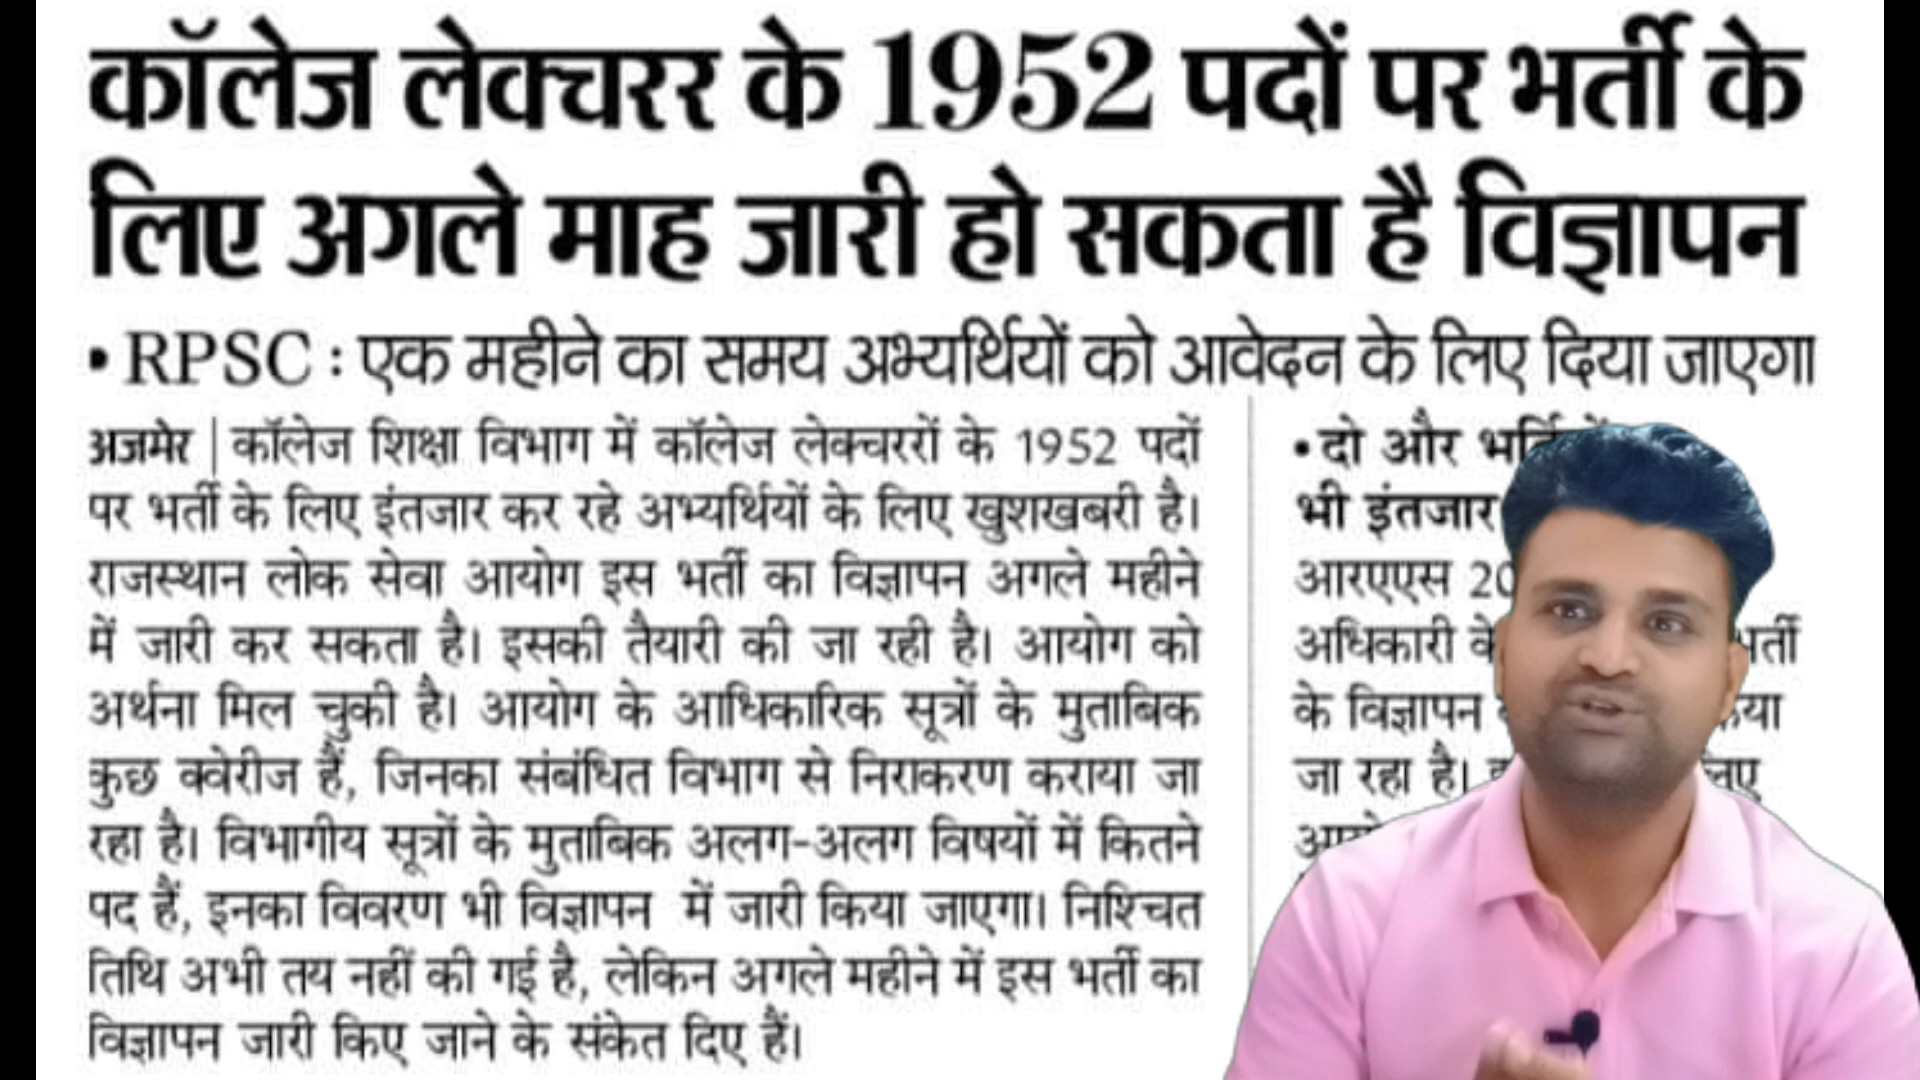 कॉलेज लेक्चरर के 1952 पदों पर भर्ती के
लिए अगले माह जारी हो सकता है विज्ञापन
• RPSC : एक महीने का समय अभ्यर्थियों को आवेदन के लिए दिया जाएगा
अजमेर | कॉलेज शिक्षा विभाग में कॉलेज लेक्चररों के 1952 पदों
पर भर्ती के लिए इंतजार कर रहे अभ्यर्थियों के लिए खुशखबरी है।
राजस्थान लोक सेवा आयोग इस भर्ती का विज्ञापन अगले महीने
में जारी कर सकता है। इसकी तैयारी की जा रही है। आयोग को
अर्थना मिल चुकी है। आयोग के आधिकारिक सूत्रों के मुताबिक
कुछ क्वेरीज हैं, जिनका संबंधित विभाग से निराकरण कराया जा
रहा है। विभागीय सूत्रों के मुताबिक अलग-अलग विषयों में कितने
पद हैं, इनका विवरण भी विज्ञापन में जारी किया जाएगा। निश्चित
तिथि अभी तय नहीं की गई है, लेकिन अगले महीने में इस भर्ती का
विज्ञापन जारी किए जाने के संकेत दिए हैं।
• दो और
भी इंतजार
आरएएस
अधिकारी के भर्ती
के विज्ञापन
जा रहा है।